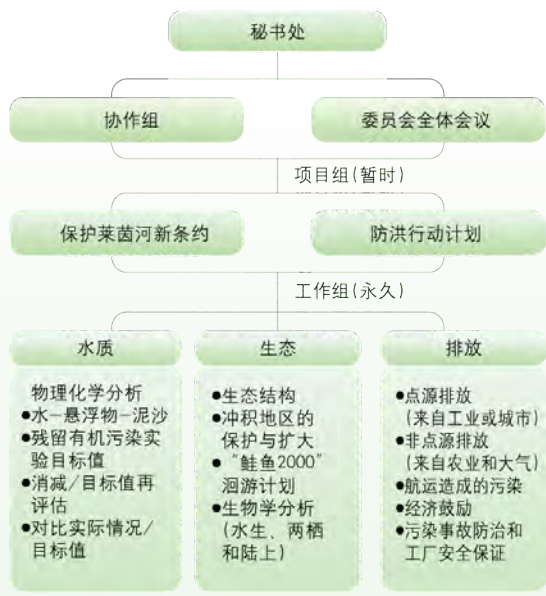 秘书处
协作组
委员会全体会议
项目组(暂时)
保护莱茵河新条约
防洪行动计划
工作组(永久)
水质
物理化学分析
●水-悬浮物-泥沙
●残留有机污染实
验目标值
●消减/目标值再
评估
●对比实际情况/
目标值
生态
●生态结构
●冲积地区的
保护与扩大
●“鲑鱼2000”
洄游计划
●生物学分析
(水生、两栖
和陆上)
排放
●点源排放
(来自工业或城市)
●非点源排放
(来自农业和大气)
●航运造成的污染
●经济鼓励
●污染事故防治和
工厂安全保证